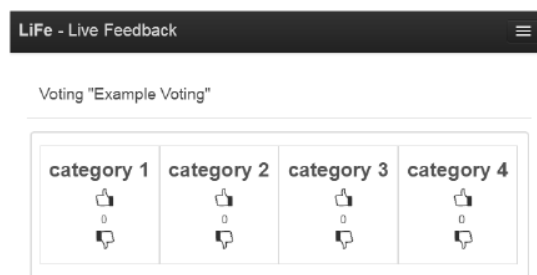 LiFe - Live Feedback
Voting "Example Voting"
category 1 category 2 category 3 category 4
0 0 0 0